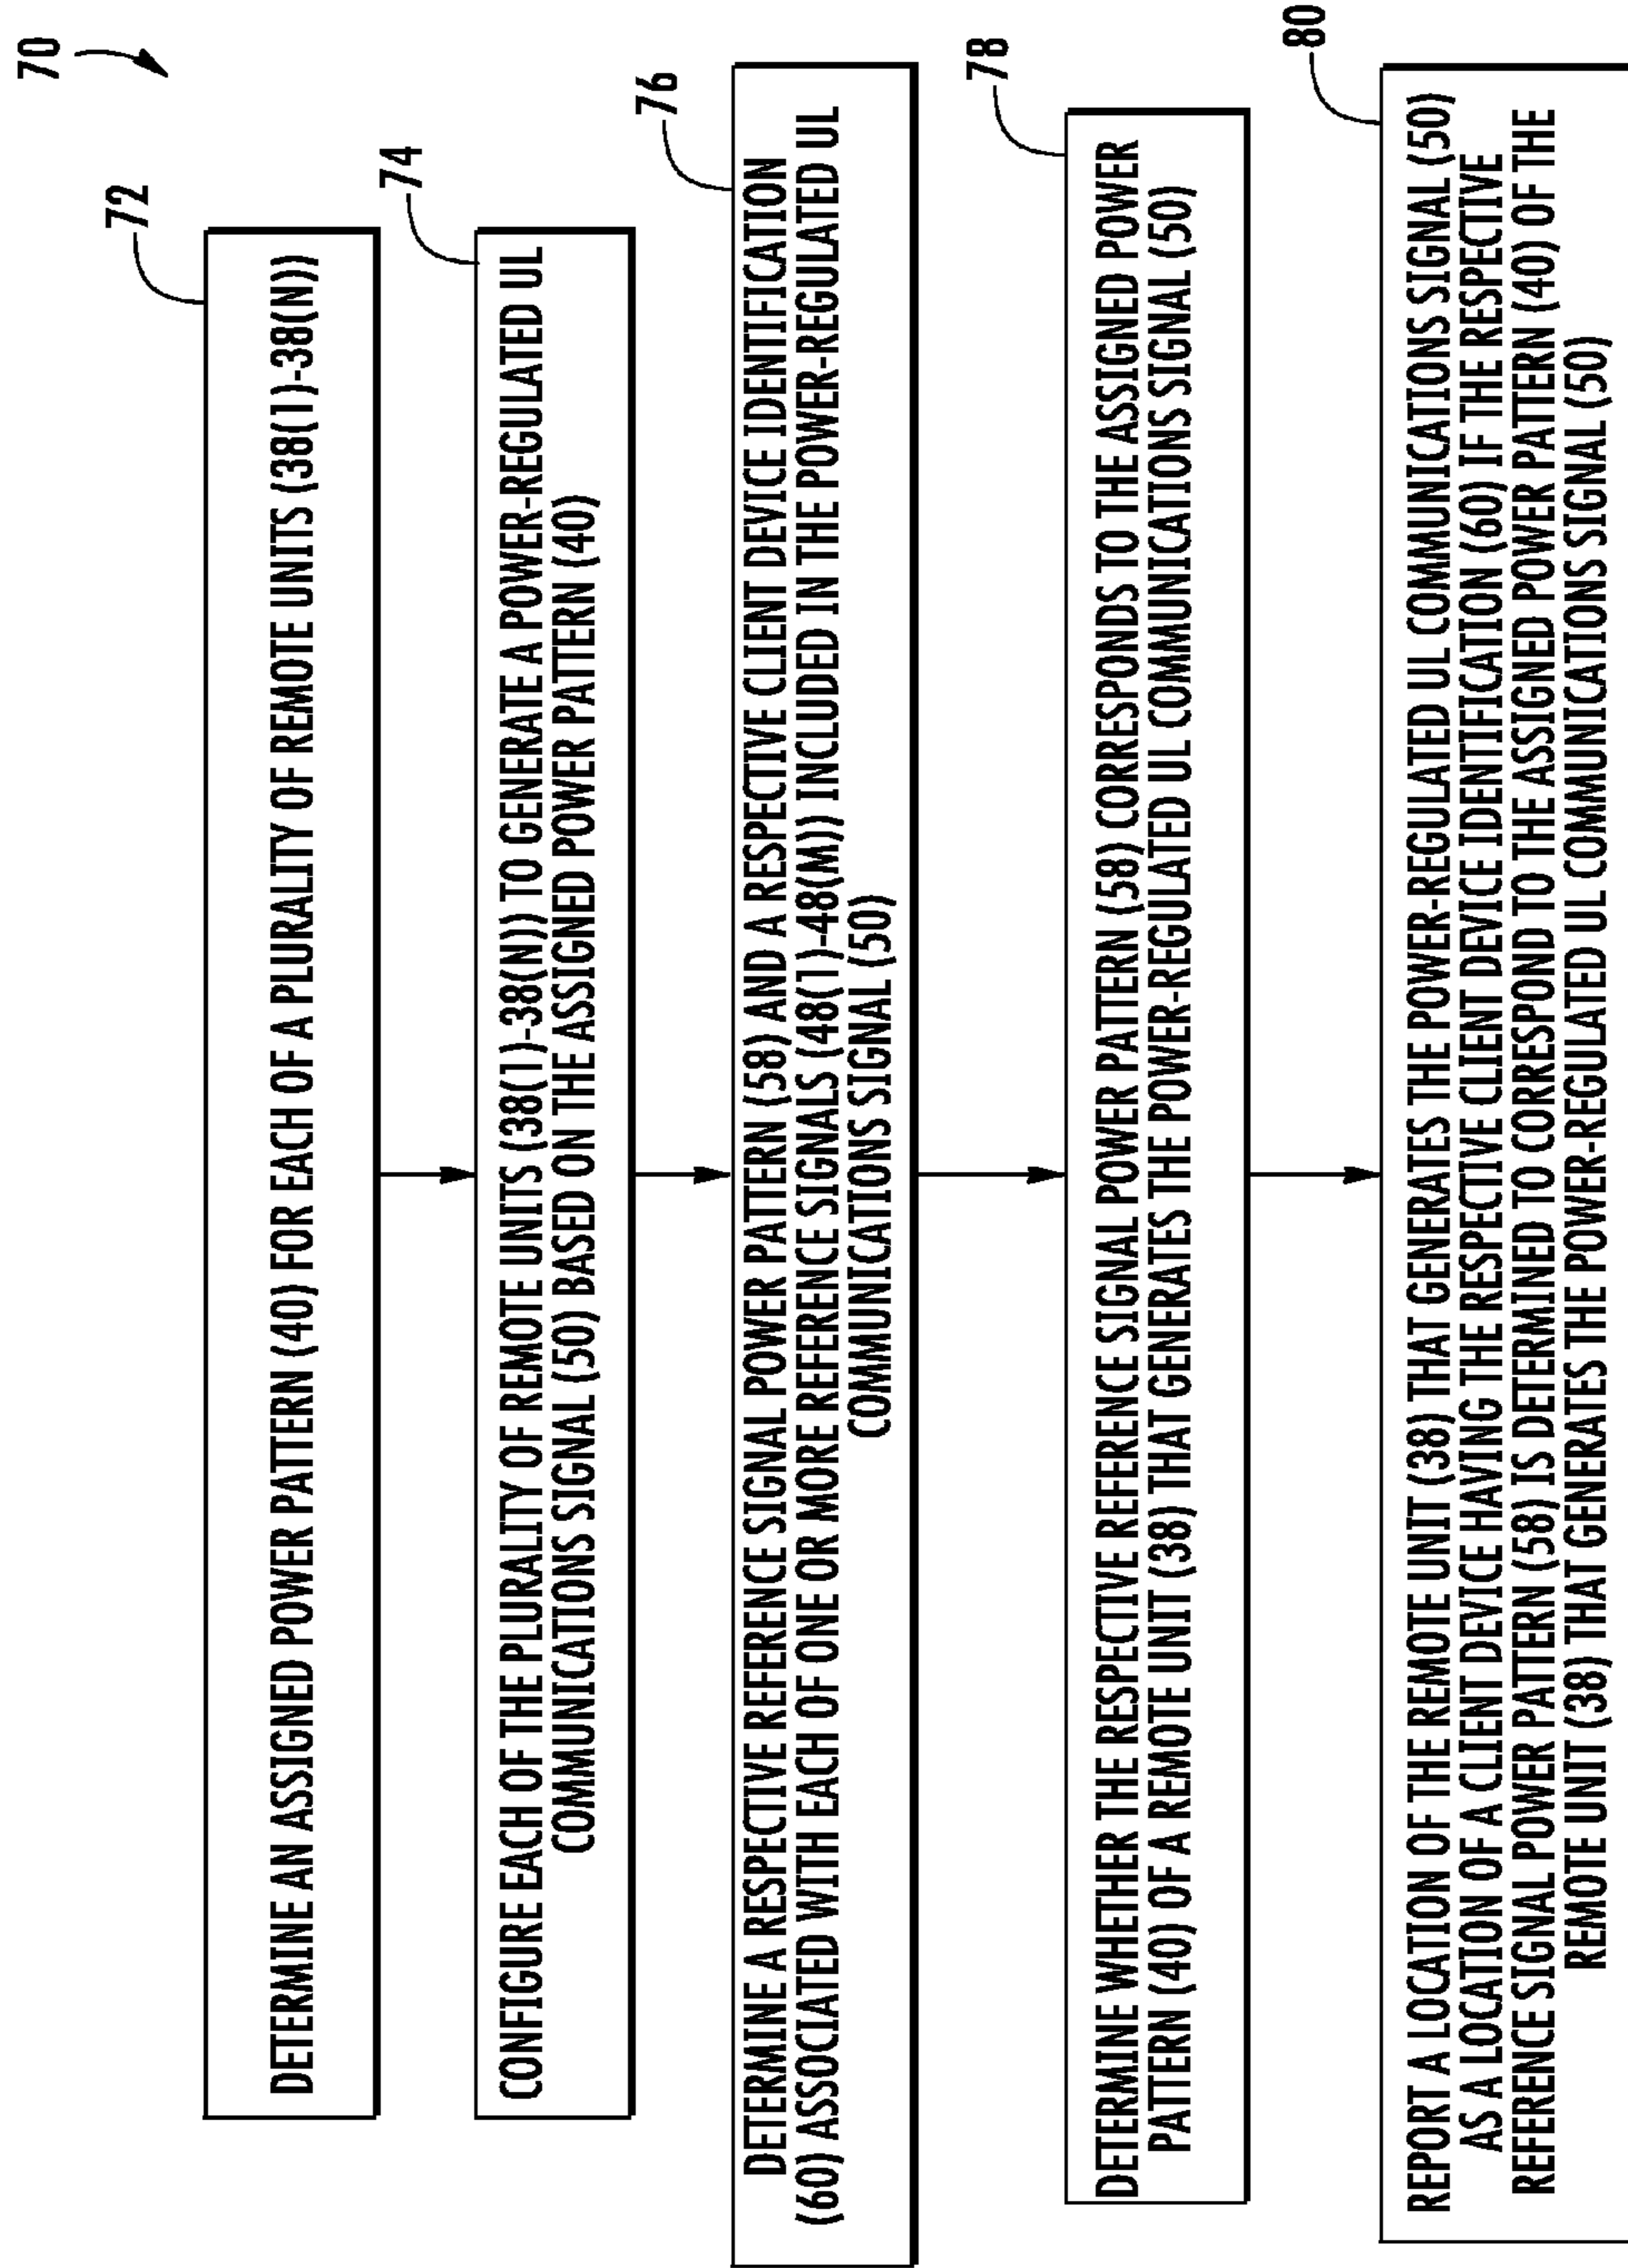 70
72
DETERMINE AN ASSIGNED POWER PATTERN (40) FOR EACH OF A PLURALITY OF REMOTE UNITS (38(1)-38(N))
74
CONFIGURE EACH OF THE PLURALITY OF REMOTE UNITS (38(1)-38(N)) TO GENERATE A POWER-REGULATED UL
COMMUNICATIONS SIGNAL (50) BASED ON THE ASSIGNED POWER PATTERN (40)
76
DETERMINE A RESPECTIVE REFERENCE SIGNAL POWER PATTERN (58) AND A RESPECTIVE CLIENT DEVICE IDENTIFICATION
(60) ASSOCIATED WITH EACH OF ONE OR MORE REFERENCE SIGNALS (48(1)-48(M)) INCLUDED IN THE POWER-REGULATED UL
COMMUNICATIONS SIGNAL (50)
78
DETERMINE WHETHER THE RESPECTIVE REFERENCE SIGNAL POWER PATTERN (58) CORRESPONDS TO THE ASSIGNED POWER
PATTERN (40) OF A REMOTE UNIT (38) THAT GENERATES THE POWER-REGULATED UL COMMUNICATIONS SIGNAL (50)
80
REPORT A LOCATION OF THE REMOTE UNIT (38) THAT GENERATES THE POWER-REGULATED UL COMMUNICATIONS SIGNAL (50)
AS A LOCATION OF A CLIENT DEVICE HAVING THE RESPECTIVE CLIENT DEVICE IDENTIFICATION (60) IF THE RESPECTIVE
REFERENCE SIGNAL POWER PATTERN (58) IS DETERMINED TO CORRESPOND TO THE ASSIGNED POWER PATTERN (40) OF THE
REMOTE UNIT (38) THAT GENERATES THE POWER-REGULATED UL COMMUNICATIONS SIGNAL (50)